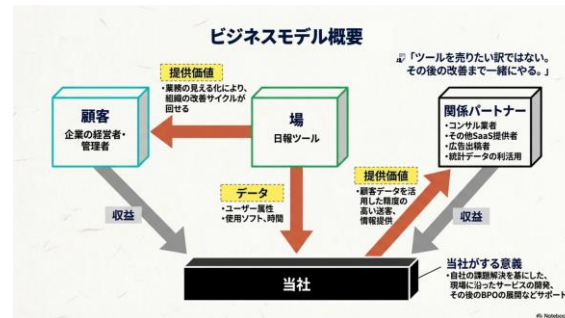 ビジネスモデル概要
「ツールを売りたい訳ではない。
その後の改善まで一緒にやる。」
提供価値
・業務の見える化により、
組織の改善サイクルが
回せる
顧客
企業の経営者・
管理者
場
日報ツール
関係パートナー
・コンサル業者
・その他SaaS提供者
・広告出稿者
・統計データの利活用
データ
・ユーザー属性
・使用ソフト、時間
提供価値
・顧客データを活
用した精度の
高い送客、
情報提供
収益
収益
当社
当社がする意義
・自社の課題解決を基にした、
現場に沿ったサービスの開発、
その後のBPOの展開などサポート
Notebook